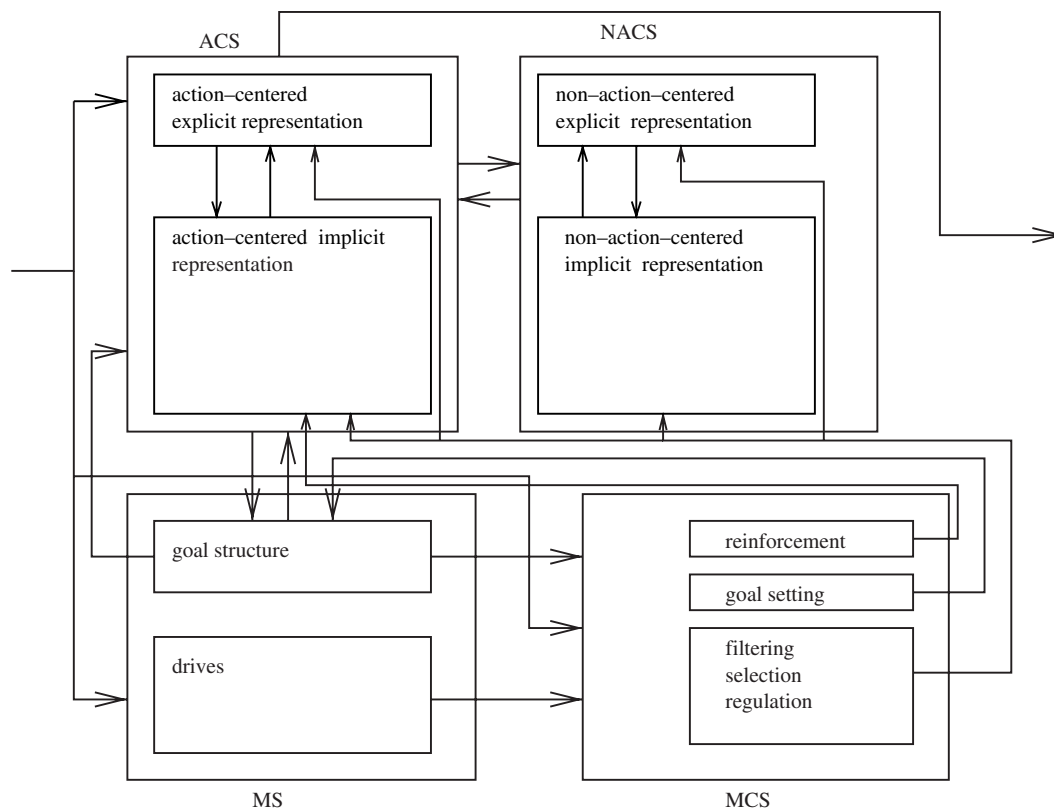 ACS
NACS
action–centered
explicit representation
non–action–centered
explicit representation
action–centered implicit
representation
non–action–centered
implicit representation
goal structure
drives
reinforcement
goal setting
filtering
selection
regulation
MS
MCS